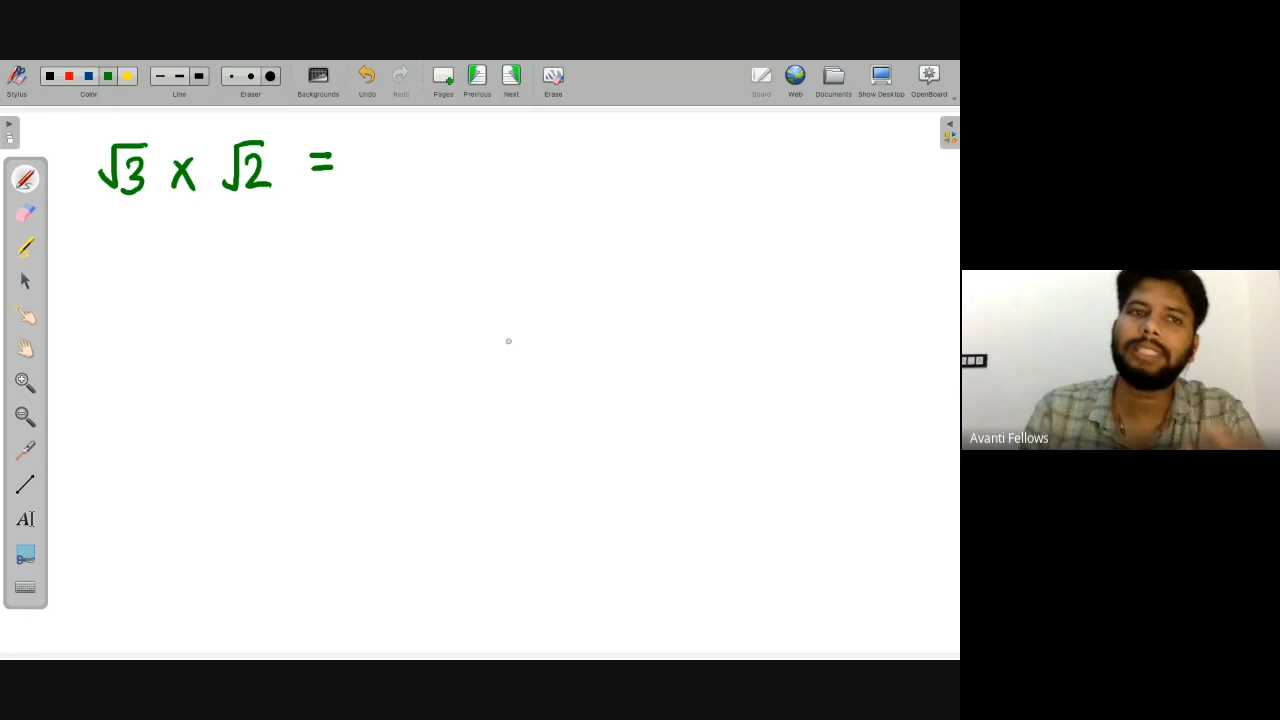 Stylus Color Line Eraser Backgrounds Undo Redo Pages Previous Next Erase Board Web Documents Show Desktop OpenBoard
√3 x √2 =
Avanti Fellows